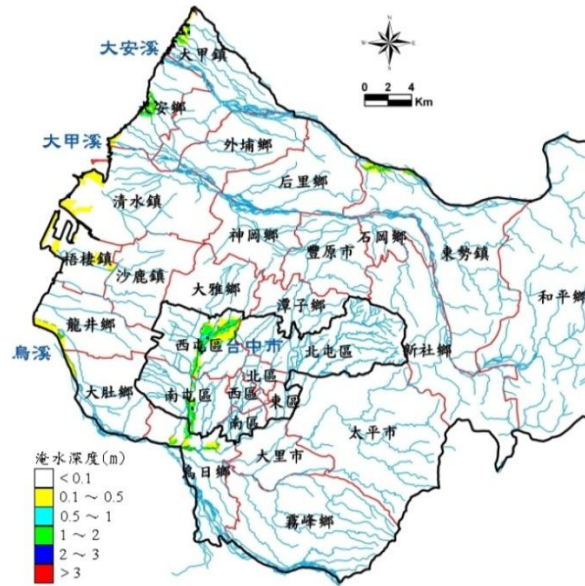 大安溪
大甲鎮
N
W
E
S
0 2 4
Km
大安鄉
外埔鄉
大甲溪
后里鄉
清水鎮
神岡鄉
石岡鄉
豐原市
東勢鎮
梧棲鎮
沙鹿鎮
大雅鄉
潭子鄉
和平鄉
龍井鄉
西屯區
台中市
北屯區
新社鄉
烏溪
北區
大肚鄉
南屯區
西區
東區
南區
太平市
大里市
烏日鄉
霧峰鄉
淹水深度(m)
< 0.1
0.1 ~ 0.5
0.5 ~ 1
1 ~ 2
2 ~ 3
> 3